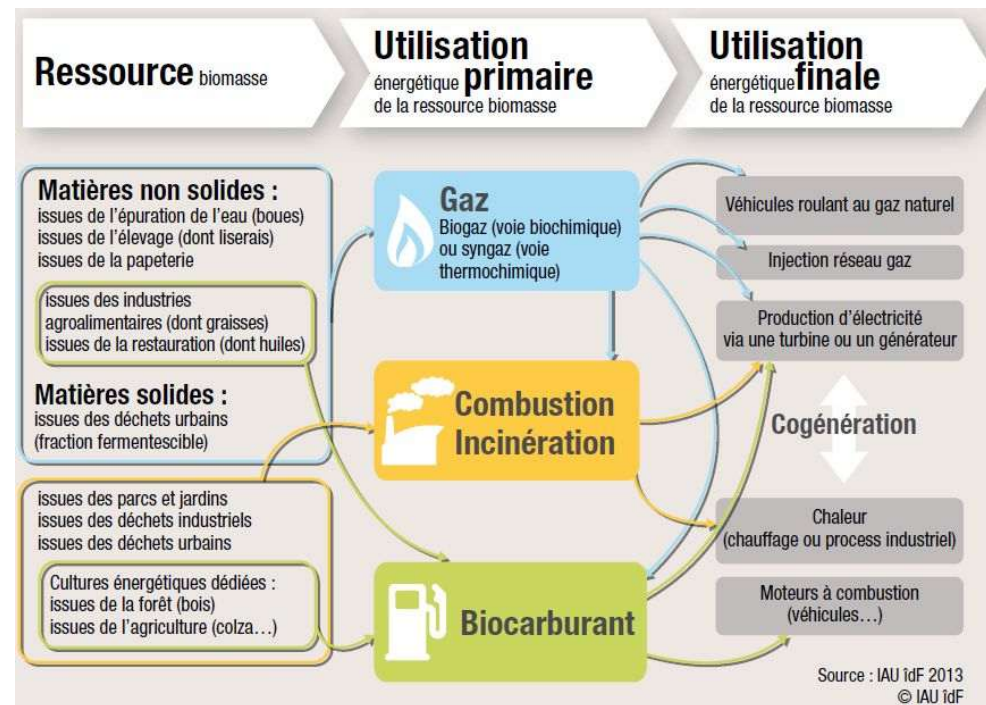 Ressource biomasse
Utilisation
énergétique primaire
de la ressource biomasse
Utilisation
énergétique finale
de la ressource biomasse
Matières non solides :
issues de l'épuration de l'eau (boues)
issues de l'élevage (dont liserais)
issues de la papeterie
issues des industries
agroalimentaires (dont graisses)
issues de la restauration (dont huiles)
Matières solides :
issues des déchets urbains
(fraction fermentescible)
issues des parcs et jardins
issues des déchets industriels
issues des déchets urbains
Cultures énergétiques dédiées :
issues de la forêt (bois)
issues de l'agriculture (colza…)
Gaz
Biogaz (voie biochimique)
ou syngaz (voie
thermochimique)
Combustion
Incinération
Biocarburant
Véhicules roulant au gaz naturel
Injection réseau gaz
Production d'électricité
via une turbine ou un générateur
Cogénération
Chaleur
(chauffage ou process industriel)
Moteurs à combustion
(véhicules…)
Source : IAU îdF 2013
© IAU îdF